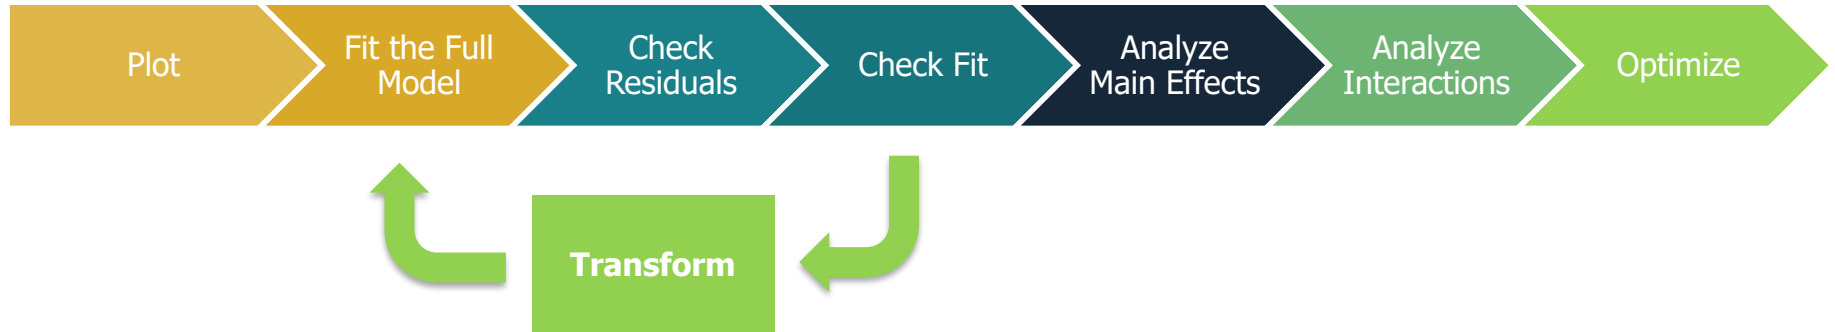 Plot
Fit the Full
Model
Check
Residuals
Check Fit
Analyze
Main Effects
Analyze
Interactions
Optimize
Transform